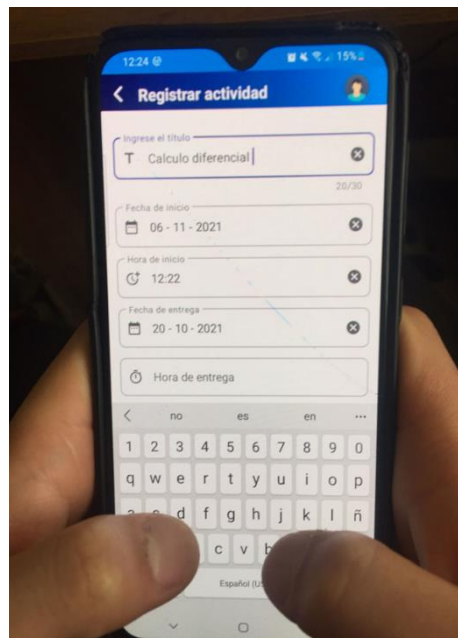 12:24
15%
Registrar actividad
Ingrese el título
T Calculo diferencial
20/30
Fecha de inicio
06 - 11 - 2021
Hora de inicio
12:22
Fecha de entrega
20 - 10 - 2021
Hora de entrega
no es en
1 2 3 4 5 6 7 8 9 0
q w e r t y u i o p
d f g h j k l ñ
c v b
Español (US